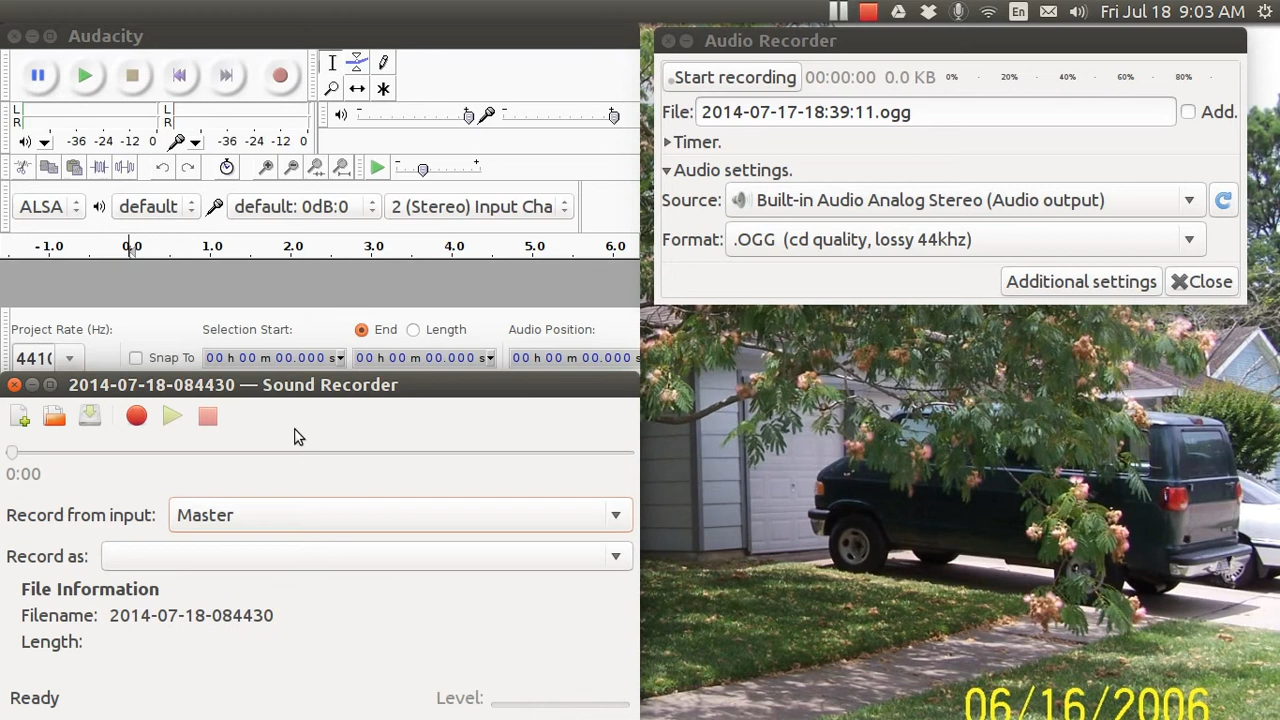 En Fri Jul 18 9:03 AM
Audacity
L
R
L
R
-36 -24 -12 0
-36 -24 -12 0
- +
- +
- +
ALSA default default: 0dB:0 2 (Stereo) Input Cha
-1.0 0.0 1.0 2.0 3.0 4.0 5.0 6.0
Project Rate (Hz): Selection Start: End Length Audio Position:
Snap To 00 h 00 m 00.000 s 00 h 00 m 00.000 s 00 h 00 m 00.000 s
2014-07-18-084430 — Sound Recorder
0:00
Record from input: Master
Record as:
File Information
Filename: 2014-07-18-084430
Length:
Ready Level:
Audio Recorder
Start recording 00:00:00 0.0 KB 0% 20% 40% 60% 80%
File: 2014-07-17-18:39:11.ogg Add.
Timer.
Audio settings.
Source: Built-in Audio Analog Stereo (Audio output)
Format: .OGG (cd quality, lossy 44khz)
Additional settings Close
06/16/2006